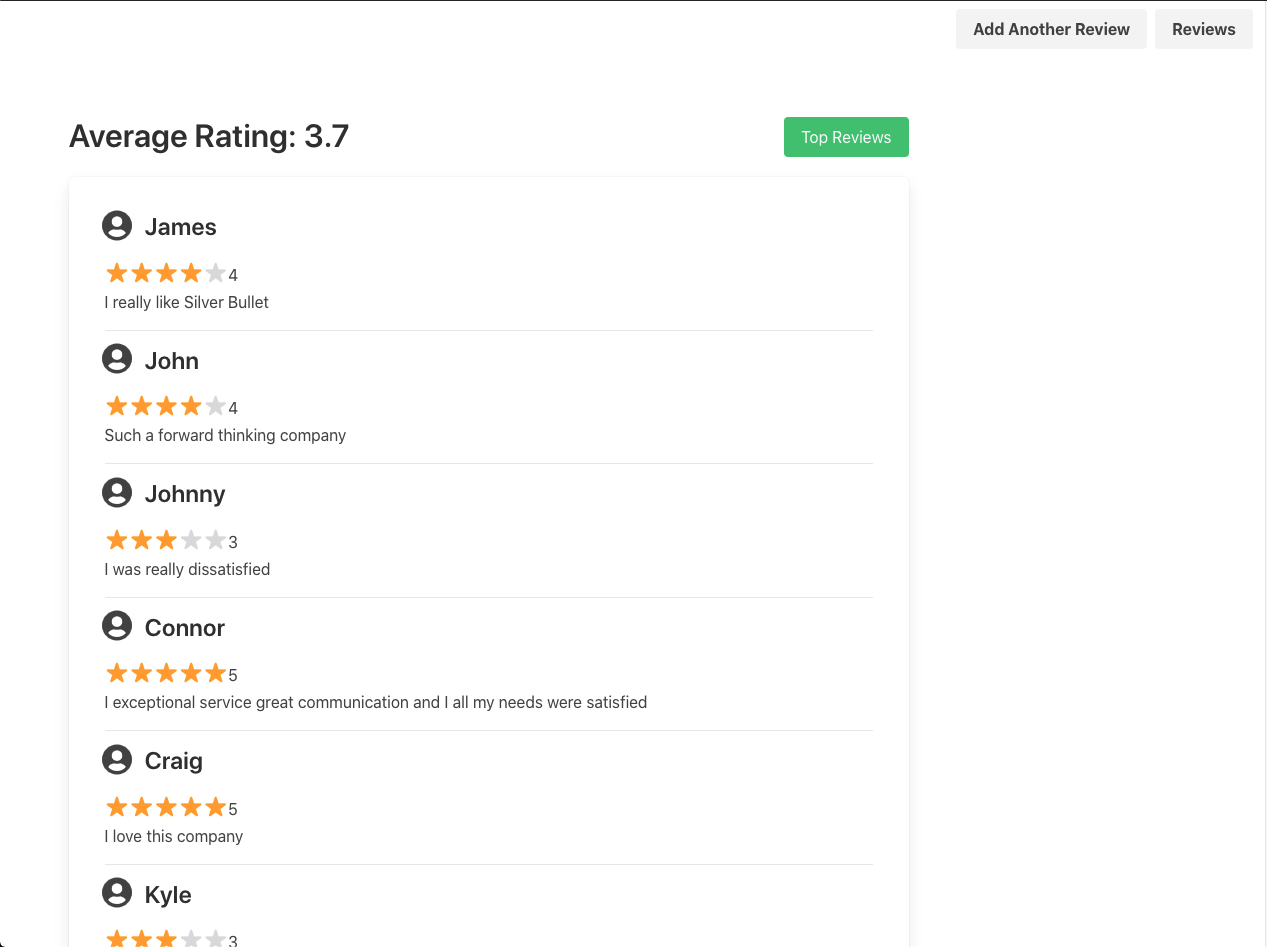 Add Another Review
Reviews
Average Rating: 3.7
Top Reviews
James
4
I really like Silver Bullet
John
4
Such a forward thinking company
Johnny
3
I was really dissatisfied
Connor
5
I exceptional service great communication and I all my needs were satisfied
Craig
5
I love this company
Kyle
3